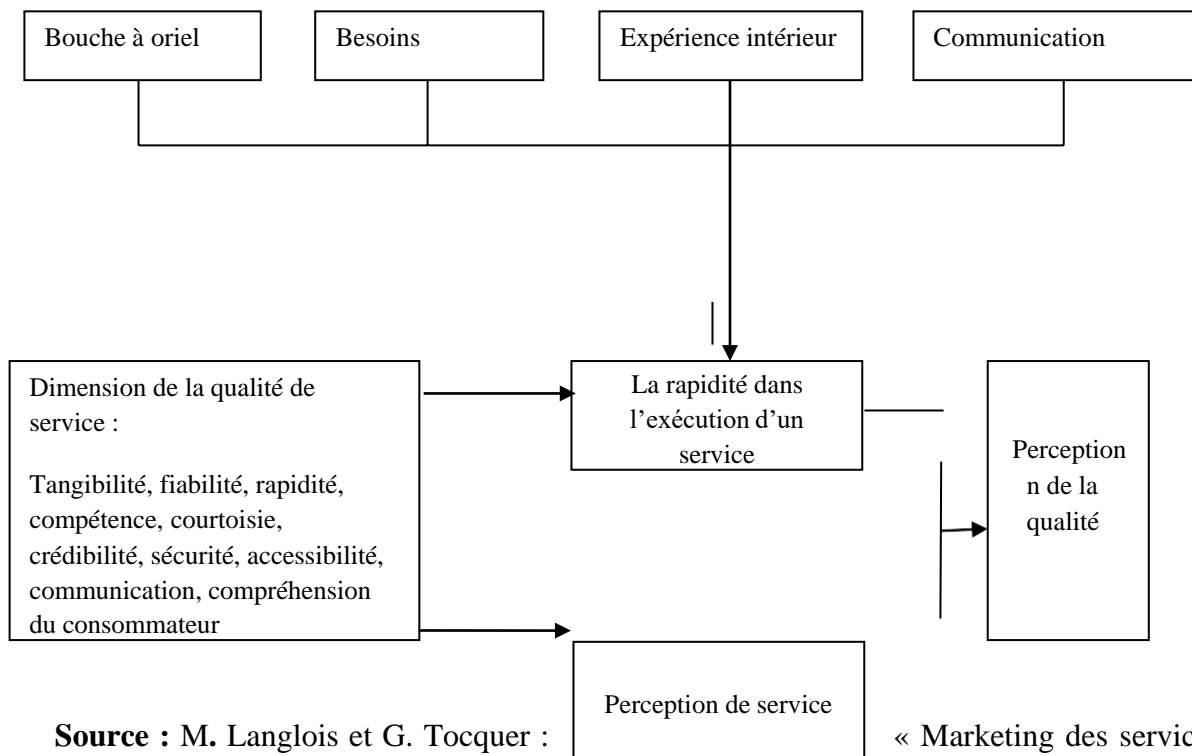 Bouche à oriel
Besoins
Expérience intérieur
Communication
Dimension de la qualité de
service :
Tangibilité, fiabilité, rapidité,
compétence, courtoisie,
crédibilité, sécurité, accessibilité,
communication, compréhension
du consommateur
La rapidité dans
l’exécution d’un
service
Perception
n de la
qualité
Perception de service
Source : M. Langlois et G. Tocquer : « Marketing des servic